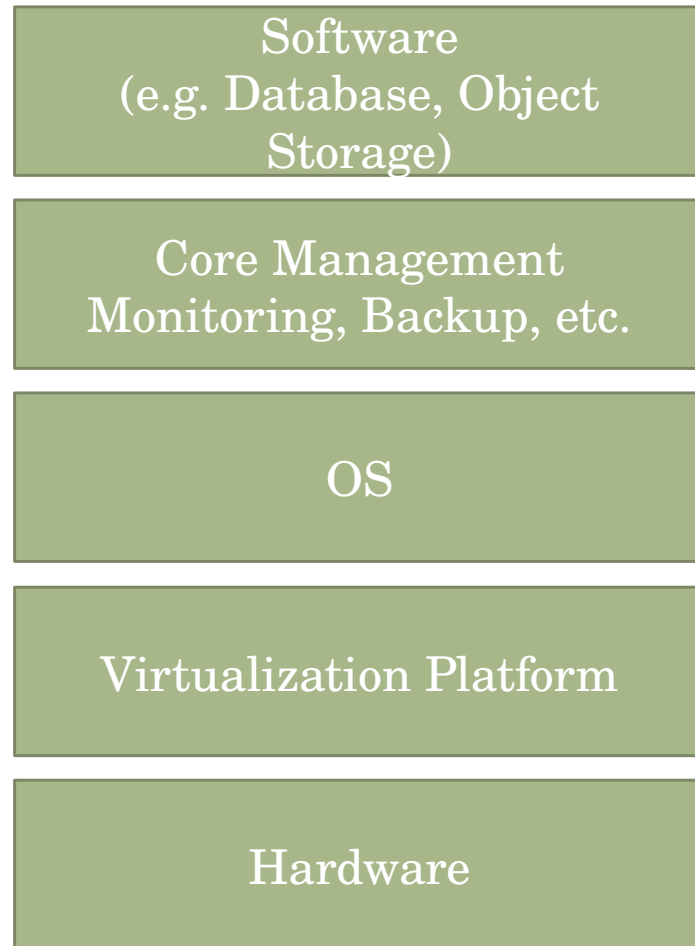 Software
(e.g. Database, Object
Storage)
Core Management
Monitoring, Backup, etc.
OS
Virtualization Platform
Hardware